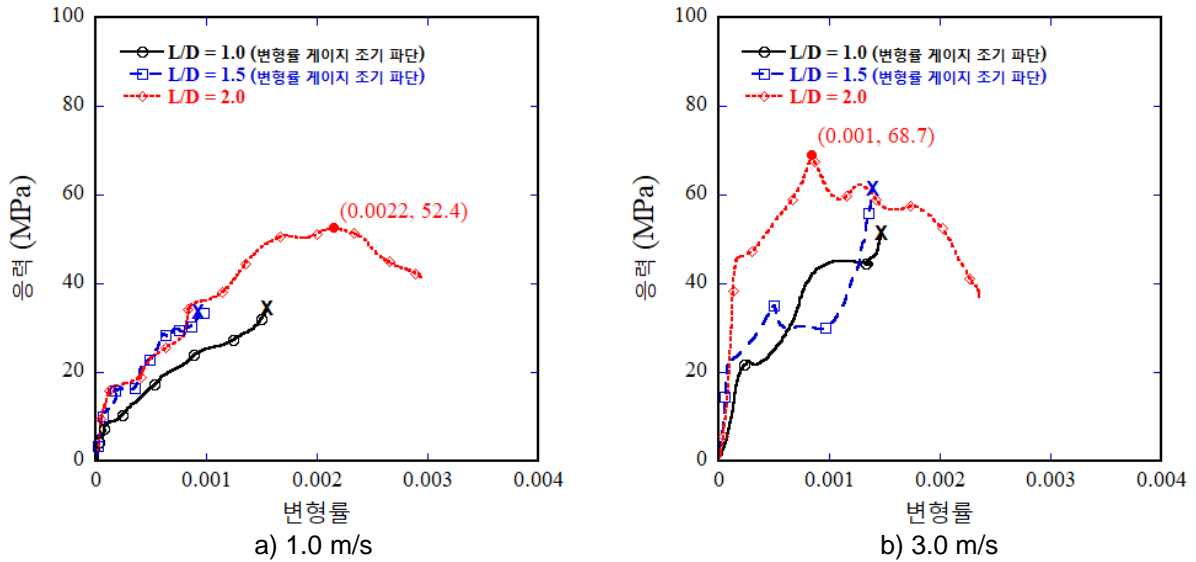 100
80
60
40
20
0
응력 (MPa)
L/D = 1.0 (변형률 게이지 조기 파단)
L/D = 1.5 (변형률 게이지 조기 파단)
L/D = 2.0
(0.0022, 52.4)
X
X
0 0.001 0.002 0.003 0.004
변형률
a) 1.0 m/s
100
80
60
40
20
0
응력 (MPa)
L/D = 1.0 (변형률 게이지 조기 파단)
L/D = 1.5 (변형률 게이지 조기 파단)
L/D = 2.0
(0.001, 68.7)
X
X
0 0.001 0.002 0.003 0.004
변형률
b) 3.0 m/s